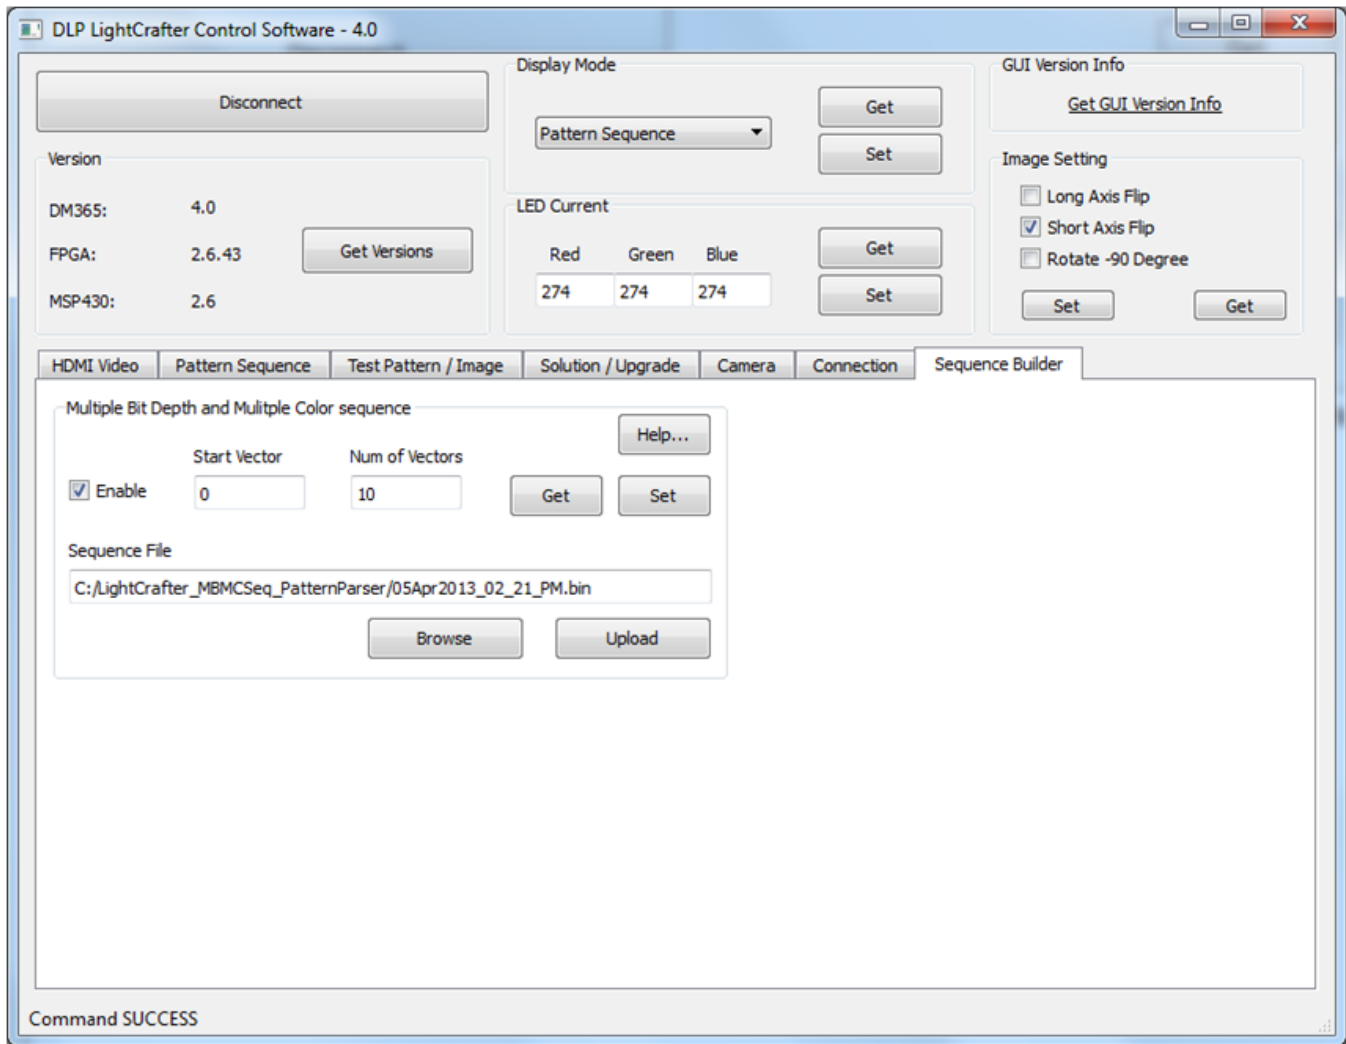 DLP LightCrafter Control Software - 4.0
Disconnect
Version
DM365: 4.0
FPGA: 2.6.43
Get Versions
MSP430: 2.6
Display Mode
Pattern Sequence
Get
Set
LED Current
Red Green Blue
274 274 274
Get
Set
GUI Version Info
Get GUI Version Info
Image Setting
Long Axis Flip
Short Axis Flip
Rotate -90 Degree
Set Get
HDMI Video Pattern Sequence Test Pattern / Image Solution / Upgrade Camera Connection Sequence Builder
Multiple Bit Depth and Mulitple Color sequence
Help...
Start Vector Num of Vectors
Enable 0 10 Get Set
Sequence File
C:/LightCrafter_MBMCSeq_PatternParser/05Apr2013_02_21_PM.bin
Browse Upload
Command SUCCESS